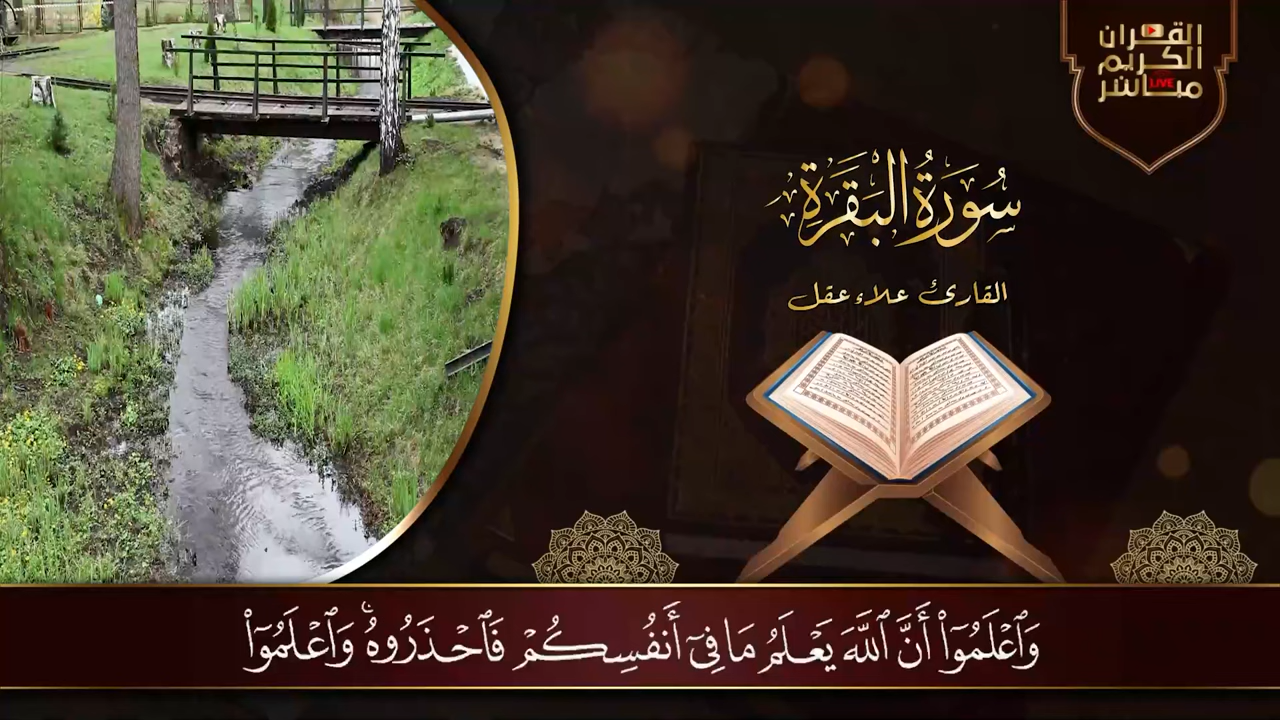 القرآن
الكريم
مباشر
LIVE
سُورَةُ البَقَرَةِ
القارئ علاء عقل
وَٱعْلَمُوٓا۟ أَنَّ ٱللَّهَ يَعْلَمُ مَا فِىٓ أَنفُسِكُمْ فَٱحْذَرُوهُ ۚ وَٱعْلَمُوٓا۟